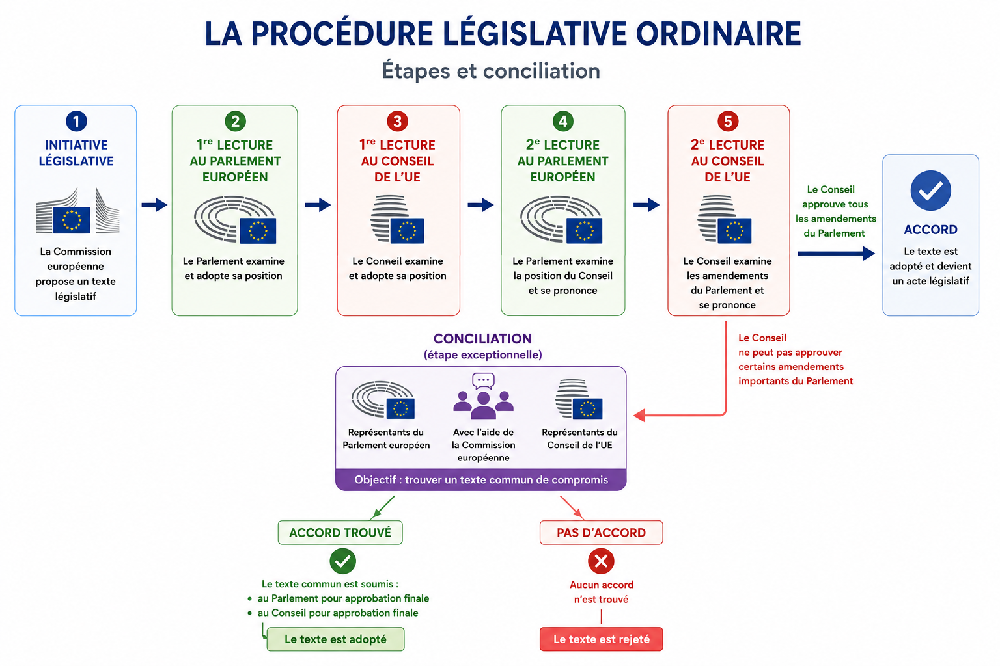 LA PROCÉDURE LÉGISLATIVE ORDINAIRE
Étapes et conciliation
1
INITIATIVE
LÉGISLATIVE
La Commission
européenne
propose un texte
législatif
2
1re LECTURE
AU PARLEMENT
EUROPÉEN
Le Parlement examine
et adopte sa position
3
1re LECTURE
AU CONSEIL
DE L'UE
Le Conseil examine
et adopte sa position
4
2e LECTURE
AU PARLEMENT
EUROPÉEN
Le Parlement examine
la position du Conseil
et se prononce
5
2e LECTURE
AU CONSEIL
DE L'UE
Le Conseil examine
les amendements
du Parlement et
se prononce
Le Conseil
approuve tous
les amendements
du Parlement
ACCORD
Le texte est
adopté et devient
un acte législatif
Le Conseil
ne peut pas approuver
certains amendements
importants du Parlement
CONCILIATION
(étape exceptionnelle)
Représentants du
Parlement européen
Avec l'aide de
la Commission
européenne
Représentants du
Conseil de l'UE
Objectif : trouver un texte commun de compromis
ACCORD TROUVÉ
Le texte commun est soumis :
• au Parlement pour approbation finale
• au Conseil pour approbation finale
Le texte est adopté
PAS D'ACCORD
Aucun accord
n'est trouvé
Le texte est rejeté